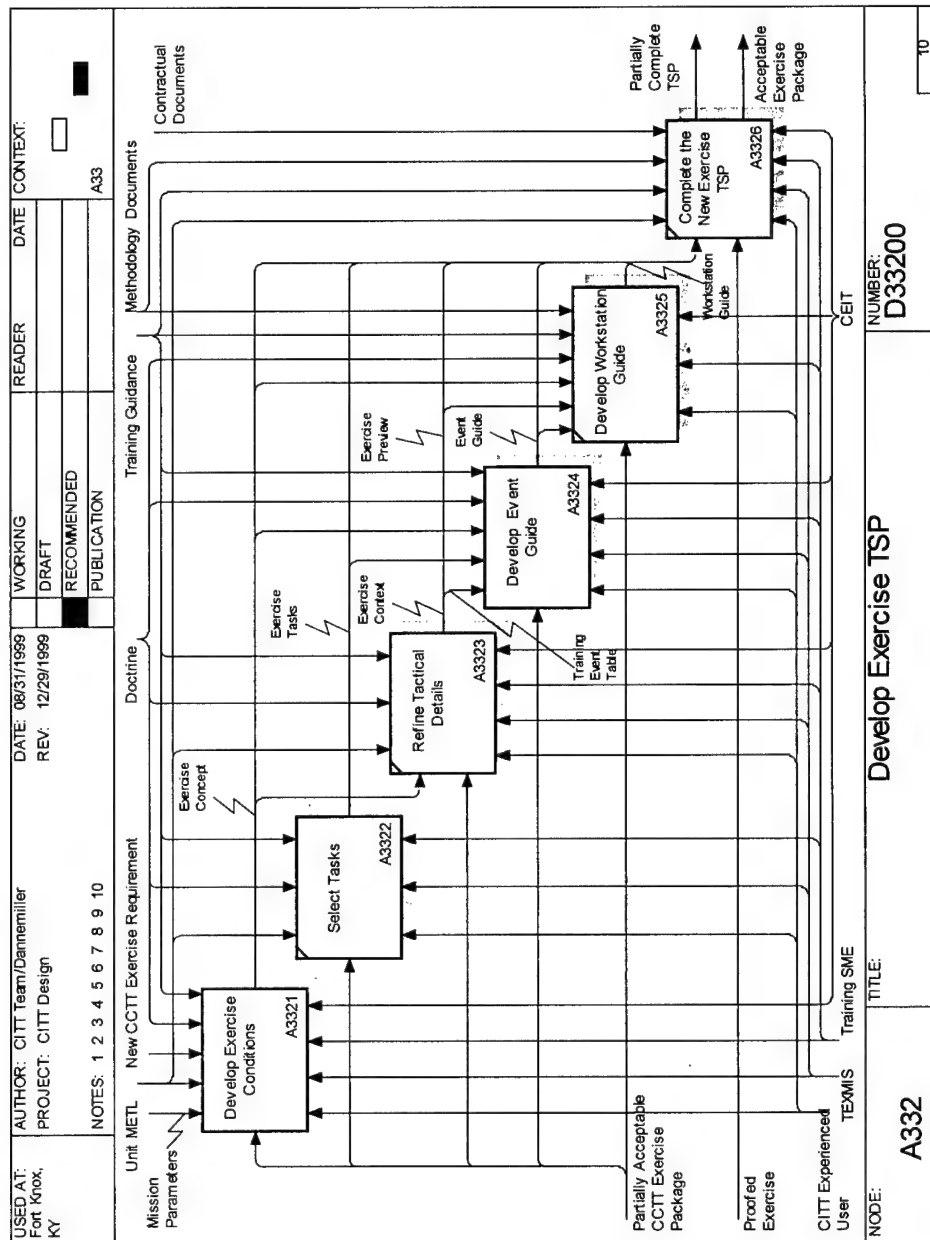 USED AT:
Fort Knox,
KY
AUTHOR: CITT Team/Dannemiller
PROJECT: CITT Design
NOTES: 1 2 3 4 5 6 7 8 9 10
DATE: 08/31/1999
REV: 12/29/1999
WORKING
DRAFT
RECOMMENDED
PUBLICATION
READER
DATE
CONTEXT:
A33
Unit METL
New CCTT Exercise Requirement
Doctrine
Training Guidance
Methodology Documents
Contractual
Documents
Mission
Parameters
Develop Exercise
Conditions
A3321
Exercise
Concept
Select Tasks
A3322
Exercise
Tasks
Refine Tactical
Details
A3323
Exercise
Context
Training
Event
Table
Exercise
Preview
Develop Event
Guide
A3324
Event
Guide
Develop Workstation
Guide
A3325
Workstation
Guide
Complete the
New Exercise
TSP
A3326
Partially
Complete
TSP
Acceptable
Exercise
Package
Partially Acceptable
CCTT Exercise
Package
Proofed
Exercise
CITT Experienced
User
TEXMIS
Training SME
CEIT
NODE:
A332
TITLE:
Develop Exercise TSP
NUMBER:
D33200
10